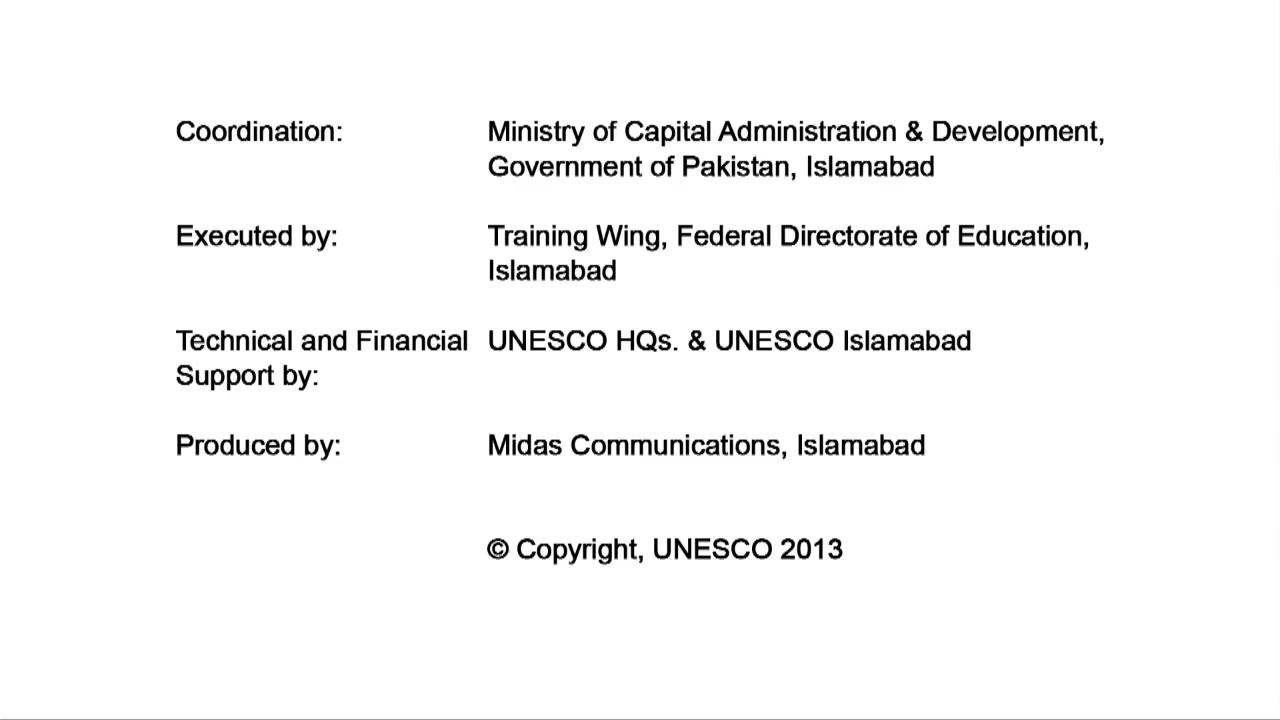 Coordination: Ministry of Capital Administration & Development,
Government of Pakistan, Islamabad
Executed by: Training Wing, Federal Directorate of Education,
Islamabad
Technical and Financial UNESCO HQs. & UNESCO Islamabad
Support by:
Produced by: Midas Communications, Islamabad
© Copyright, UNESCO 2013